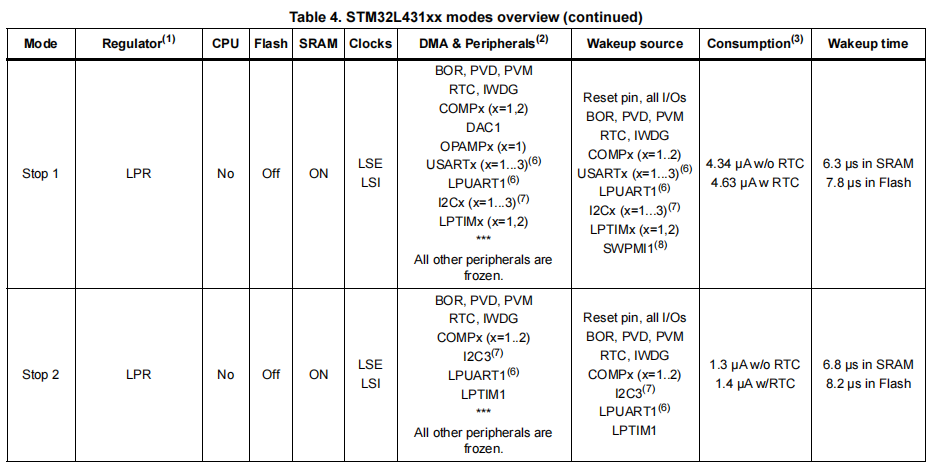 Table 4. STM32L431xx modes overview (continued)
Mode Regulator(1) CPU Flash SRAM Clocks DMA & Peripherals(2) Wakeup source Consumption(3) Wakeup time
Stop 1
LPR
No
Off
ON
LSE
LSI
BOR, PVD, PVM
RTC, IWDG
COMPx (x=1,2)
DAC1
OPAMPx (x=1)
USARTx (x=1...3)(6)
LPUART1(6)
I2Cx (x=1...3)(7)
LPTIMx (x=1,2)
***
All other peripherals are
frozen.
Reset pin, all I/Os
BOR, PVD, PVM
RTC, IWDG
COMPx (x=1..2)
USARTx (x=1...3)(6)
LPUART1(6)
I2Cx (x=1...3)(7)
LPTIMx (x=1,2)
SWPMI1(8)
4.34 µA w/o RTC
4.63 µA w RTC
6.3 µs in SRAM
7.8 µs in Flash
Stop 2
LPR
No
Off
ON
LSE
LSI
BOR, PVD, PVM
RTC, IWDG
COMPx (x=1..2)
I2C3(7)
LPUART1(6)
LPTIM1
***
All other peripherals are
frozen.
Reset pin, all I/Os
BOR, PVD, PVM
RTC, IWDG
COMPx (x=1..2)
I2C3(7)
LPUART1(6)
LPTIM1
1.3 µA w/o RTC
1.4 µA w/RTC
6.8 µs in SRAM
8.2 µs in Flash